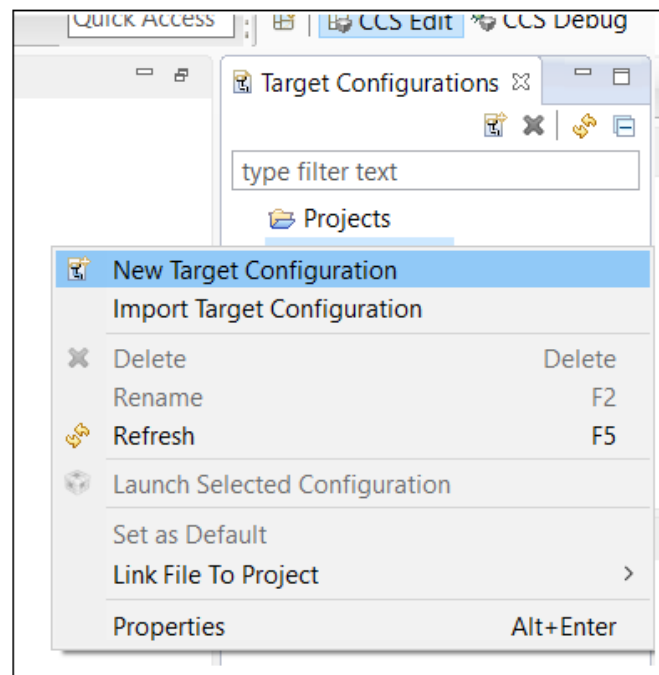 Quick Access CCS Edit CCS Debug
Target Configurations
type filter text
Projects
New Target Configuration
Import Target Configuration
Delete Delete
Rename F2
Refresh F5
Launch Selected Configuration
Set as Default
Link File To Project
Properties Alt+Enter